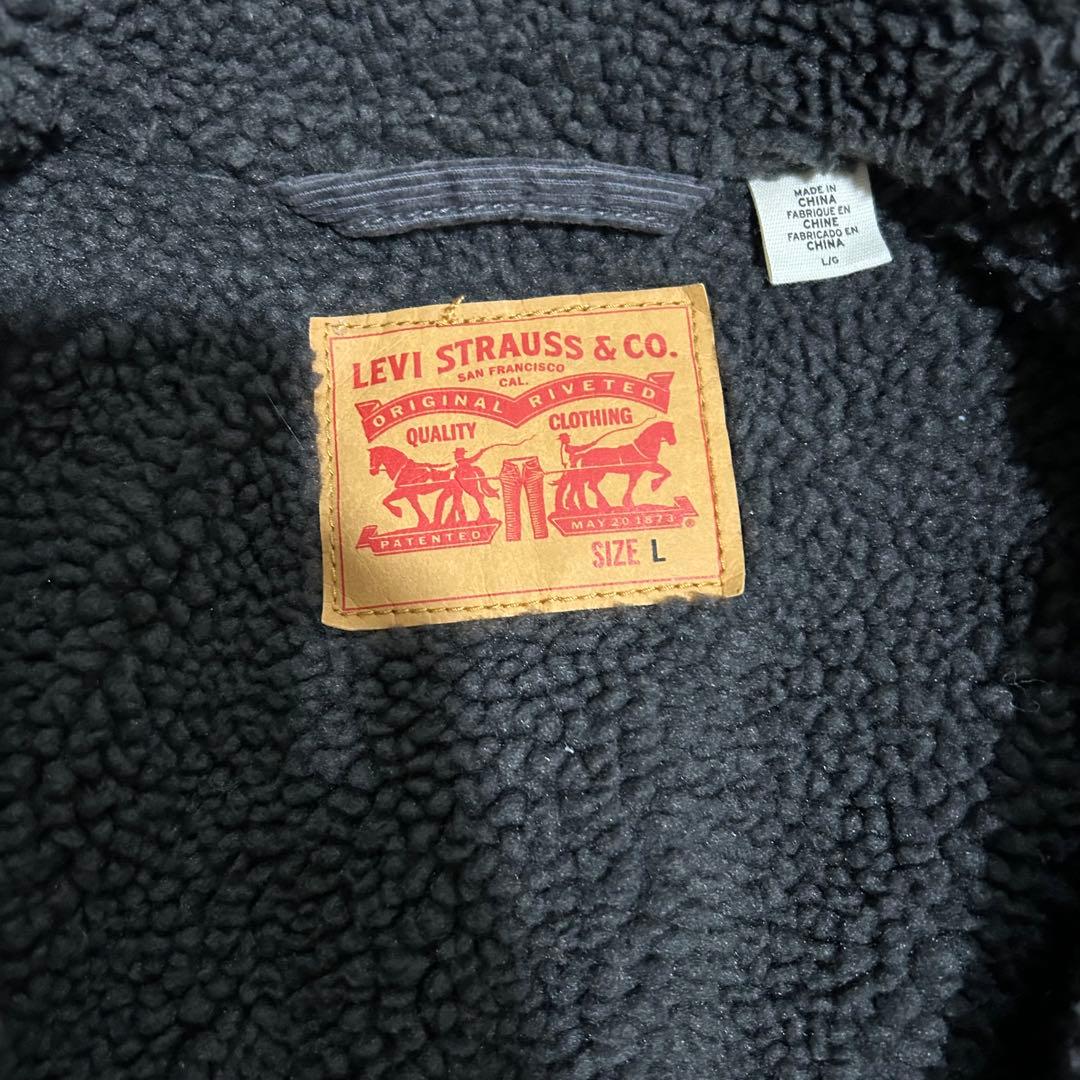 MADE IN
CHINA
FABRIQUE EN
CHINE
FABRICADO EN
CHINA
L/G
LEVI STRAUSS & CO.
SAN FRANCISCO
CAL.
ORIGINAL RIVETED
QUALITY CLOTHING
PATENTED MAY 20 1873 ®
SIZE L